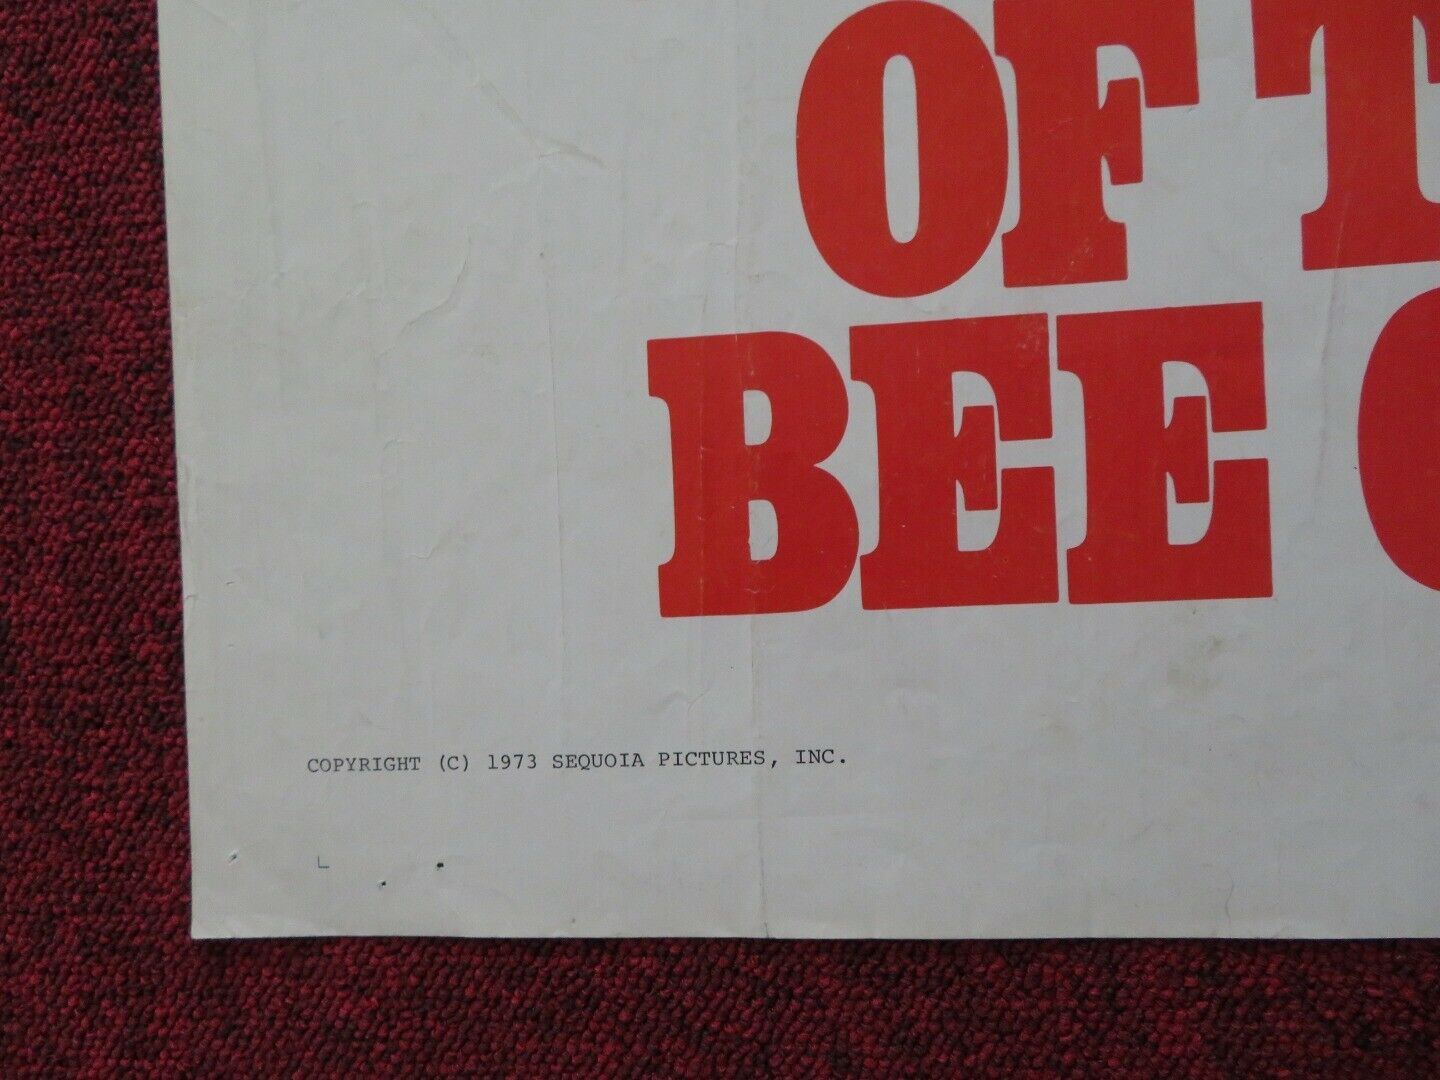 OF T
BEE
COPYRIGHT (C) 1973 SEQUOIA PICTURES, INC.